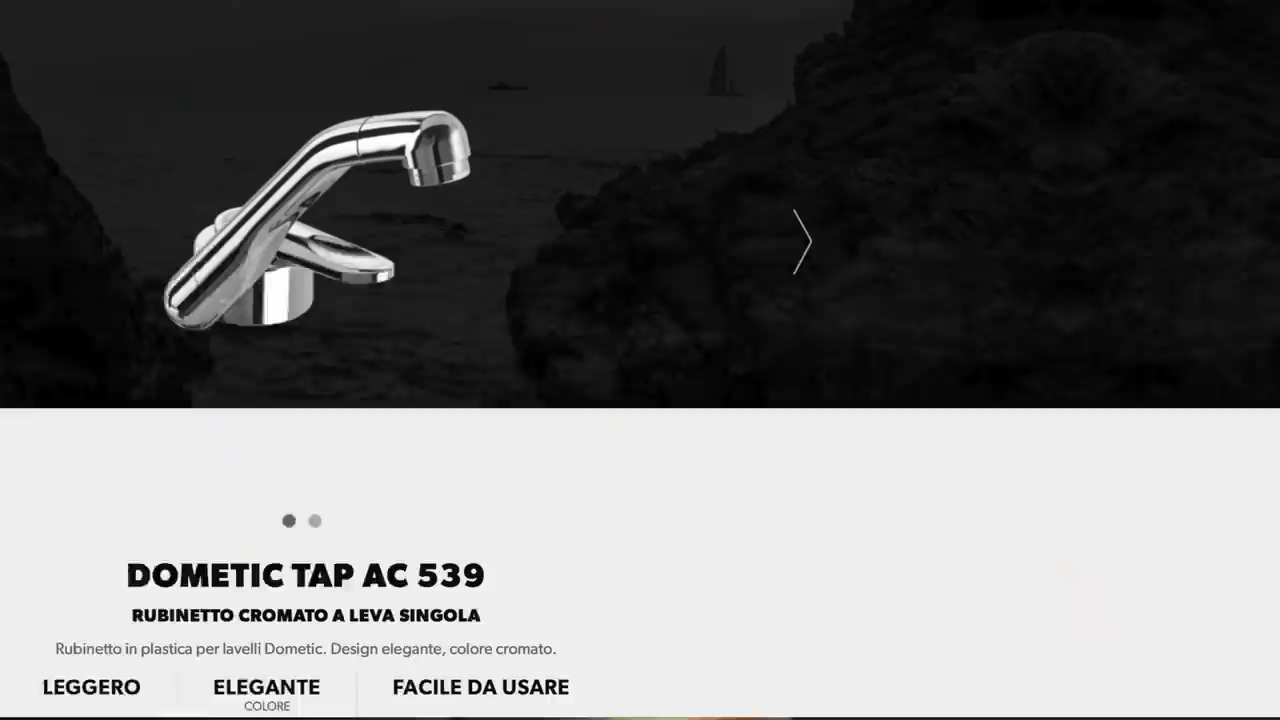 DOMETIC TAP AC 539
RUBINETTO CROMATO A LEVA SINGOLA
Rubinetto in plastica per lavelli Dometic. Design elegante, colore cromato.
LEGGERO
ELEGANTE
COLORE
FACILE DA USARE